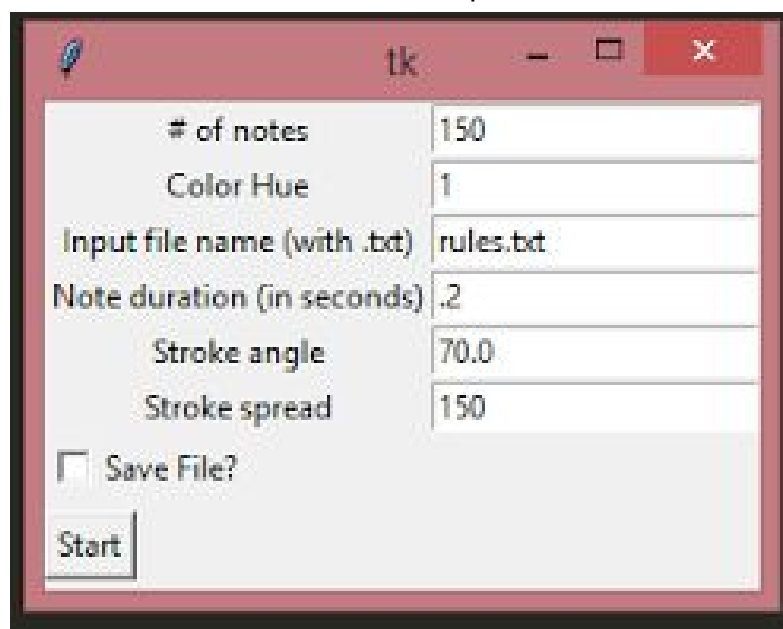 tk
# of notes 150
Color Hue 1
Input file name (with .txt) rules.txt
Note duration (in seconds) .2
Stroke angle 70.0
Stroke spread 150
Save File?
Start